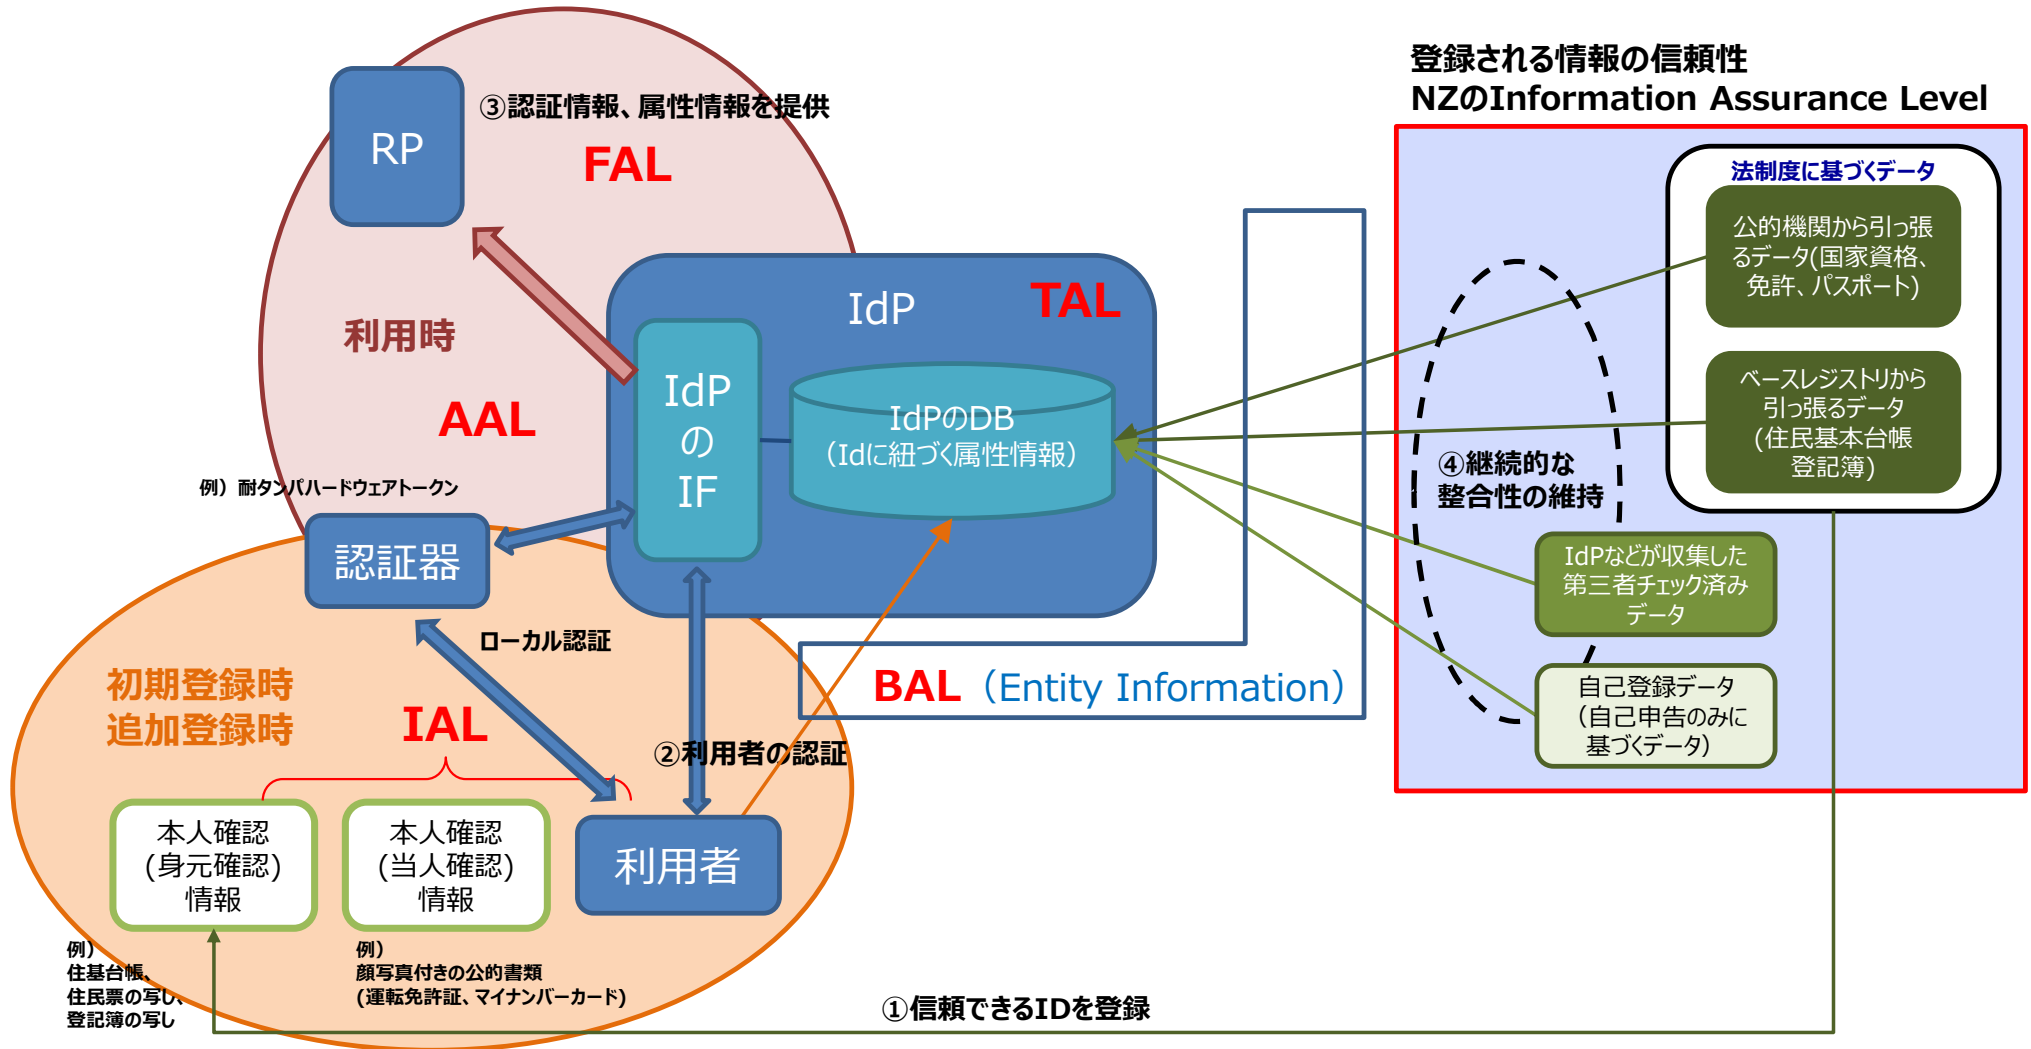 登録される情報の信頼性
NZのInformation Assurance Level
③認証情報、属性情報を提供
RP
FAL
法制度に基づくデータ
公的機関から引っ張
るデータ(国家資格、
免許、パスポート)
IdP
TAL
利用時
IdP
の
IF
IdPのDB
（Idに紐づく属性情報）
ベースレジストリから
引っ張るデータ
(住民基本台帳
登記簿)
AAL
④継続的な
整合性の維持
例）耐タンパハードウェアトークン
認証器
IdPなどが収集した
第三者チェック済み
データ
ローカル認証
初期登録時
追加登録時
IAL
BAL（Entity Information）
自己登録データ
（自己申告のみに
基づくデータ）
②利用者の認証
本人確認
(身元確認)
情報
本人確認
(当人確認)
情報
利用者
例）
住基台帳、
住民票の写し、
登記簿の写し
例）
顔写真付きの公的書類
(運転免許証、マイナンバーカード)
①信頼できるIDを登録